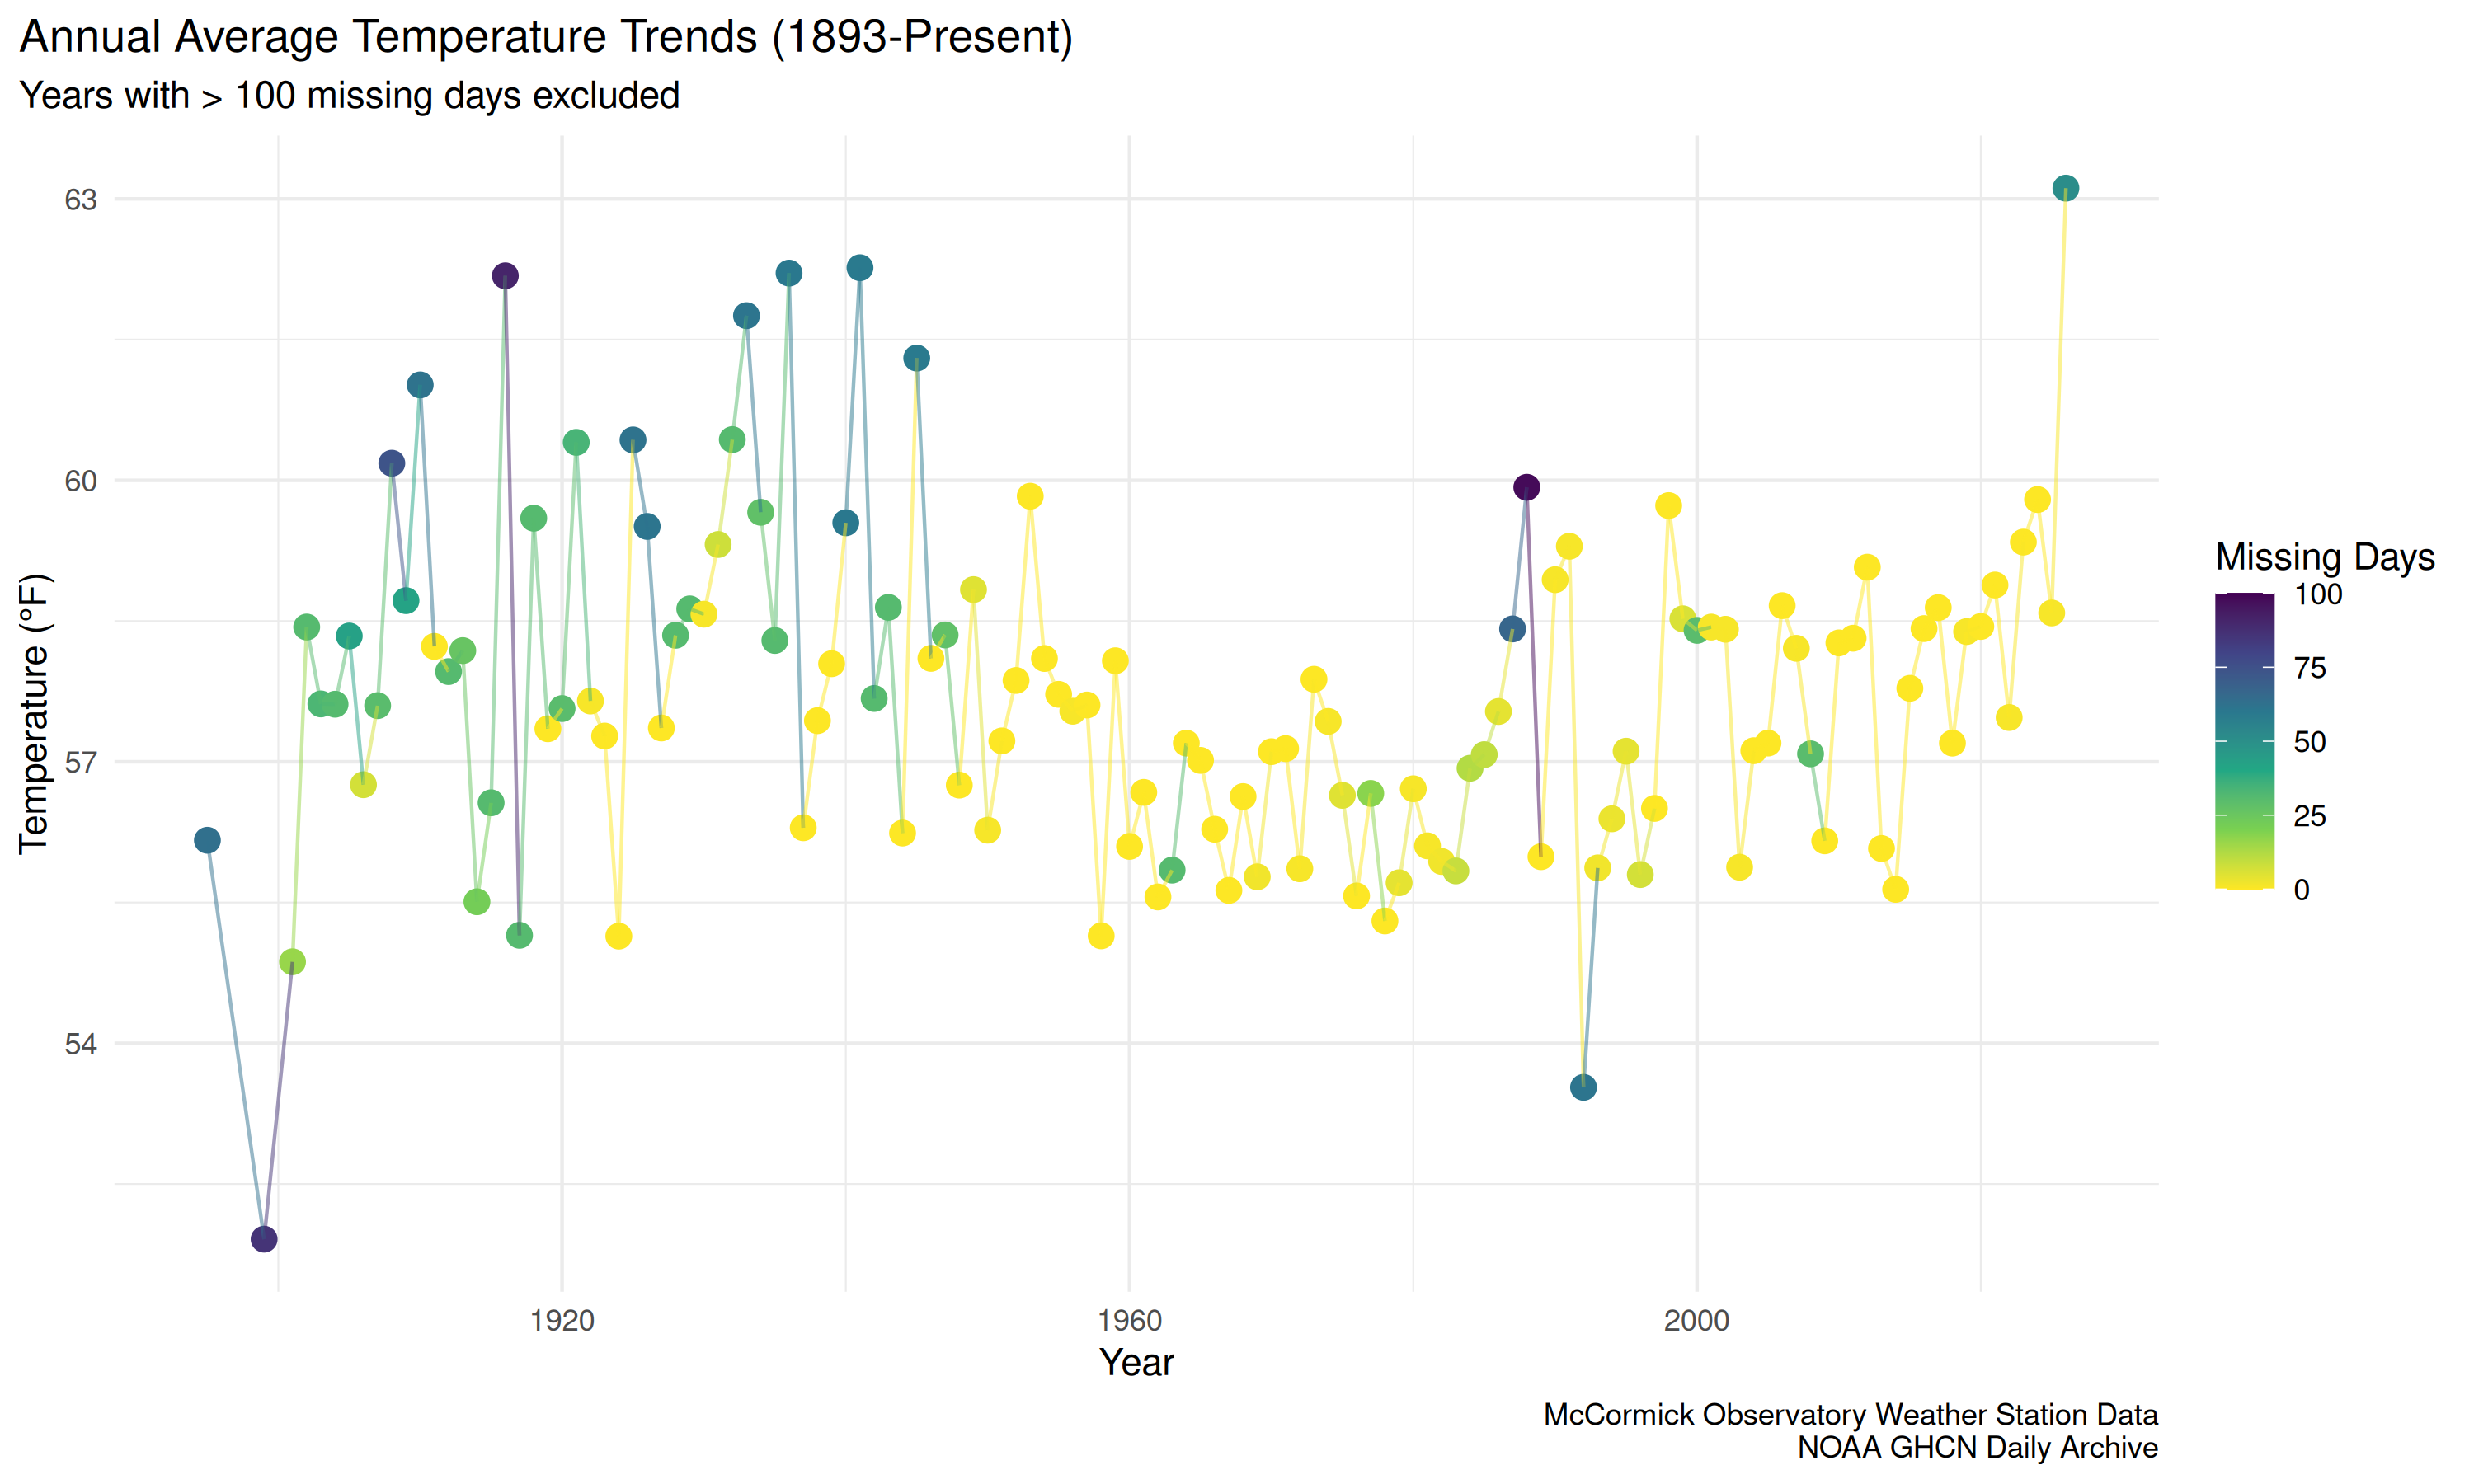 Annual Average Temperature Trends (1893-Present)
Years with > 100 missing days excluded
Temperature (°F)
63
60
57
54
1920
1960
2000
Year
Missing Days
100
75
50
25
0
McCormick Observatory Weather Station Data
NOAA GHCN Daily Archive